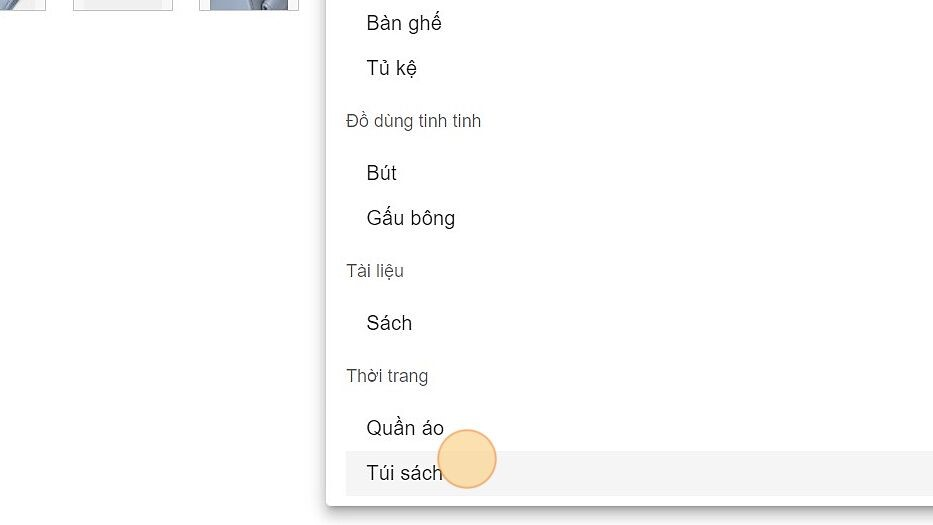 Bàn ghế
Tủ kệ
Đồ dùng tinh tinh
Bút
Gấu bông
Tài liệu
Sách
Thời trang
Quần áo
Túi sách